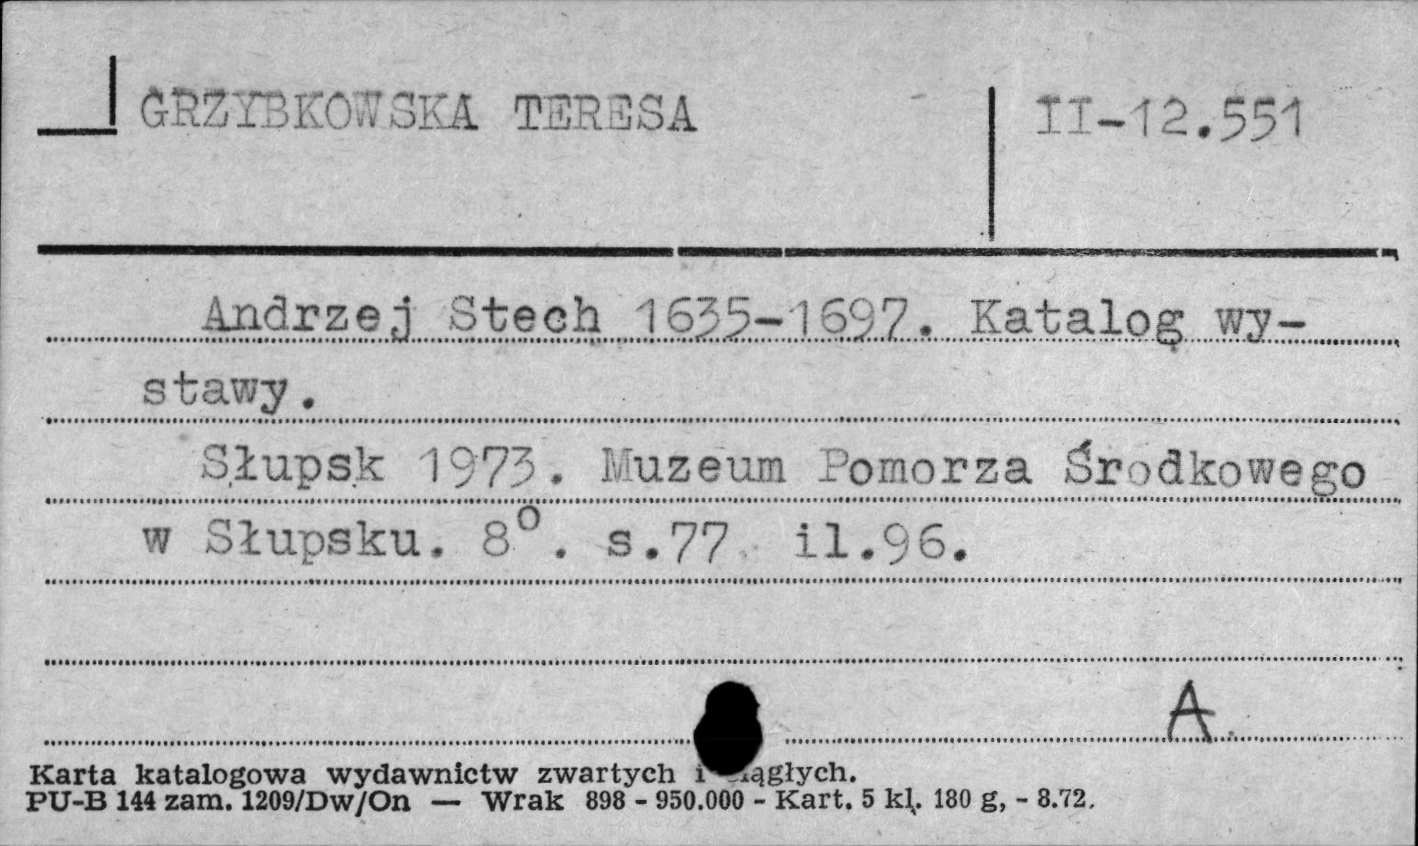 GRZYBKOWSKA TERESA II-12.551
Andrzej Stech 1635-1697. Katalog wy-
stawy.
Słupsk 1973. Muzeum Pomorza Środkowego
w Słupsku. 8°. s.77 il.96.
A.
Karta katalogowa wydawnictw zwartych i ciągłych.
PU-B 144 zam. 1209/Dw/On — Wrak 898 - 950.000 - Kart. 5 kl. 180 g, - 8.72.